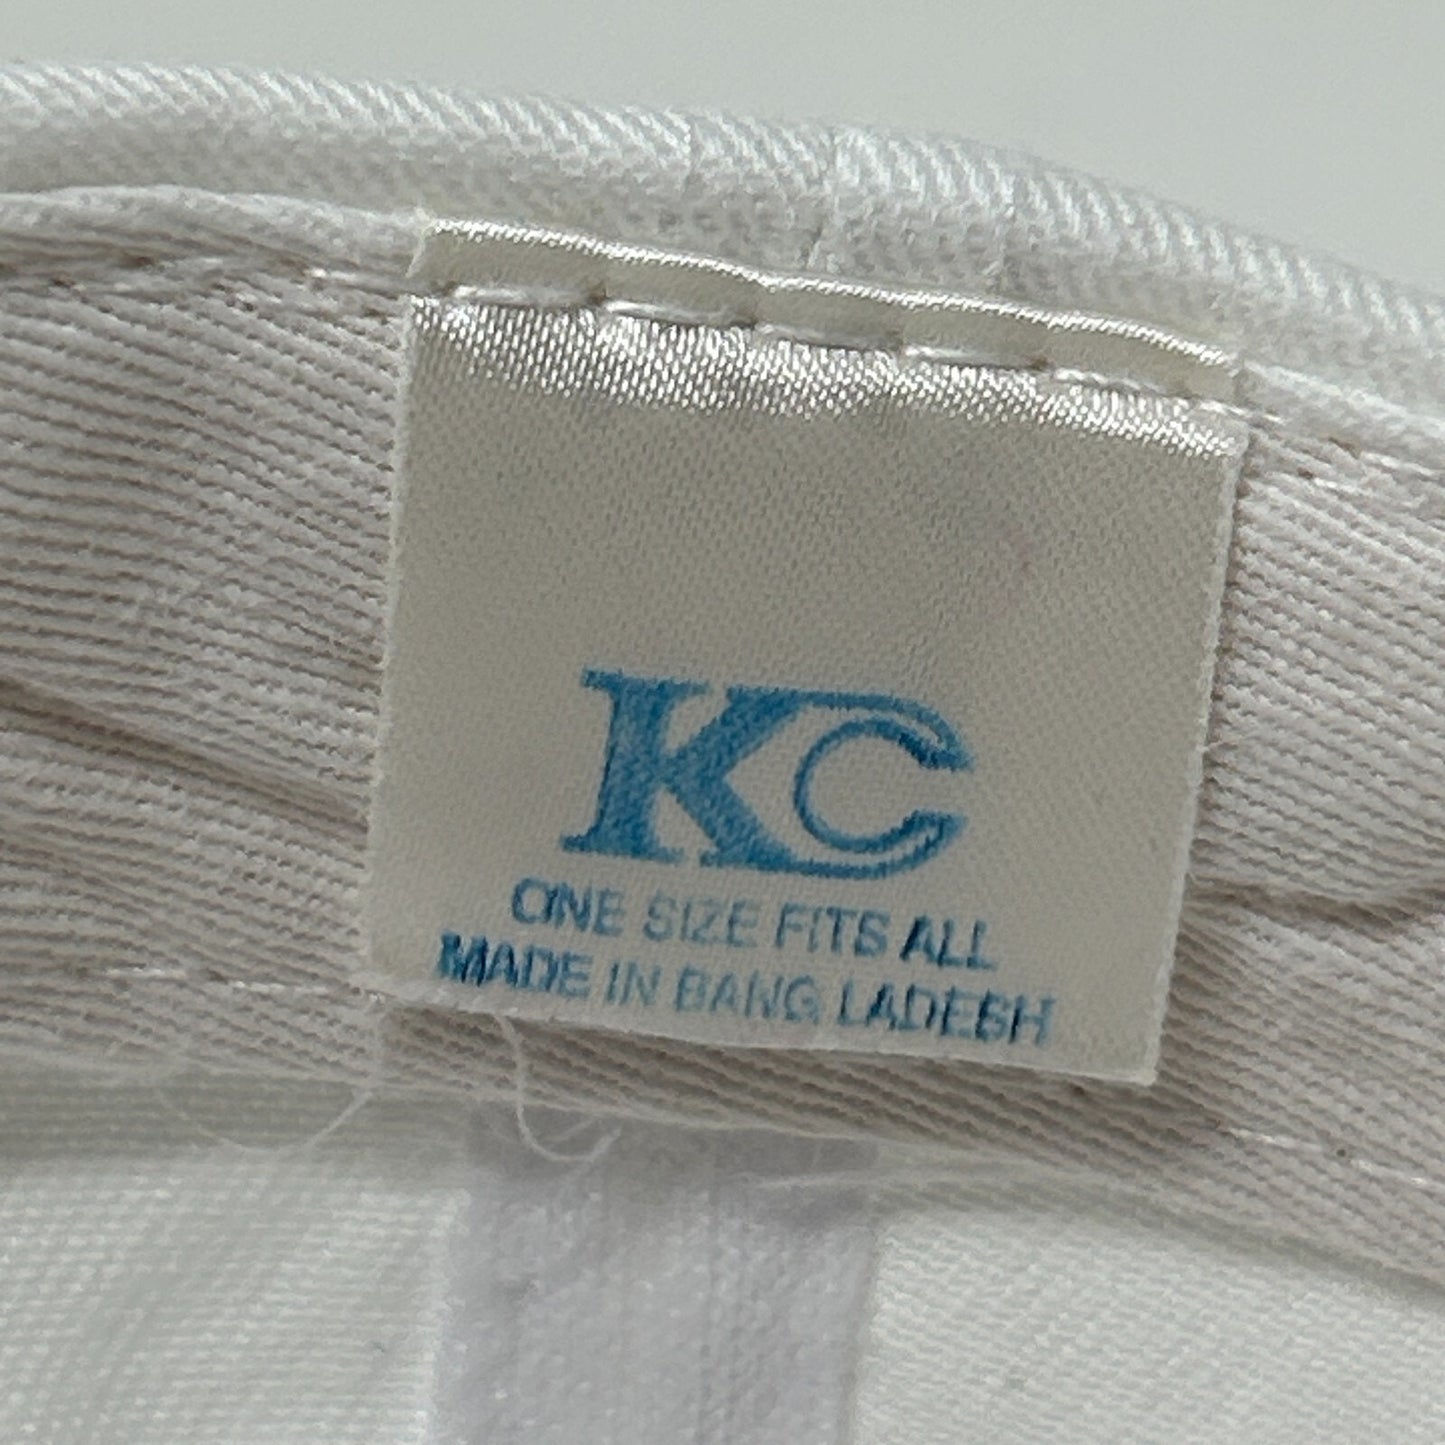 KC
ONE SIZE FITS ALL
MADE IN BANG LADESH